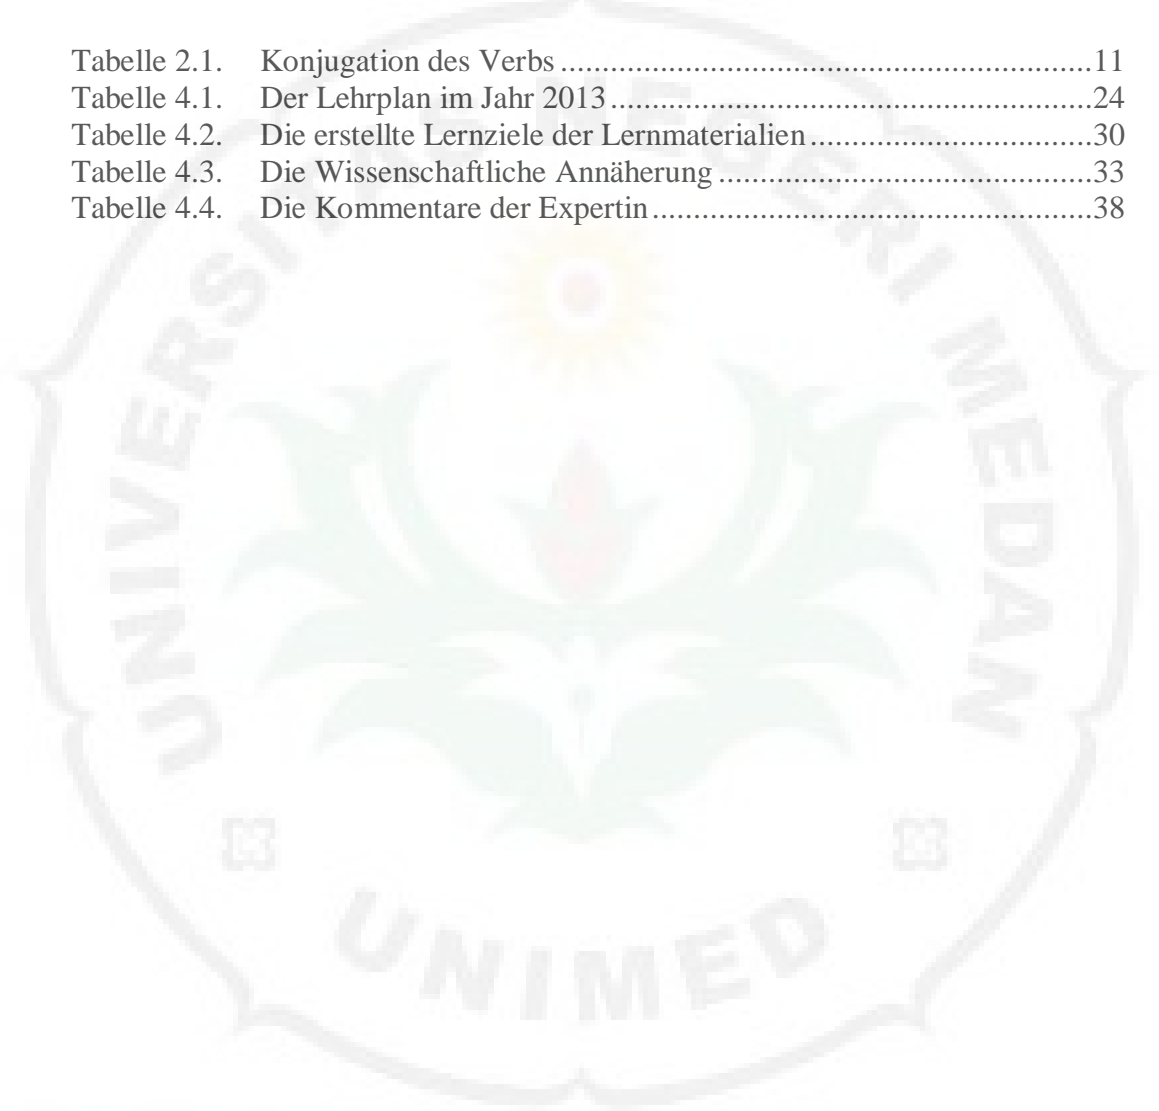 Tabelle 2.1. Konjugation des Verbs ................................................................11
Tabelle 4.1. Der Lehrplan im Jahr 2013 ..............................................................24
Tabelle 4.2. Die erstellte Lernziele der Lernmaterialien ..................................30
Tabelle 4.3. Die Wissenschaftliche Annäherung .............................................33
Tabelle 4.4. Die Kommentare der Expertin .....................................................38
UNIVERSITAS NEGERI MEDAN
UNIMED